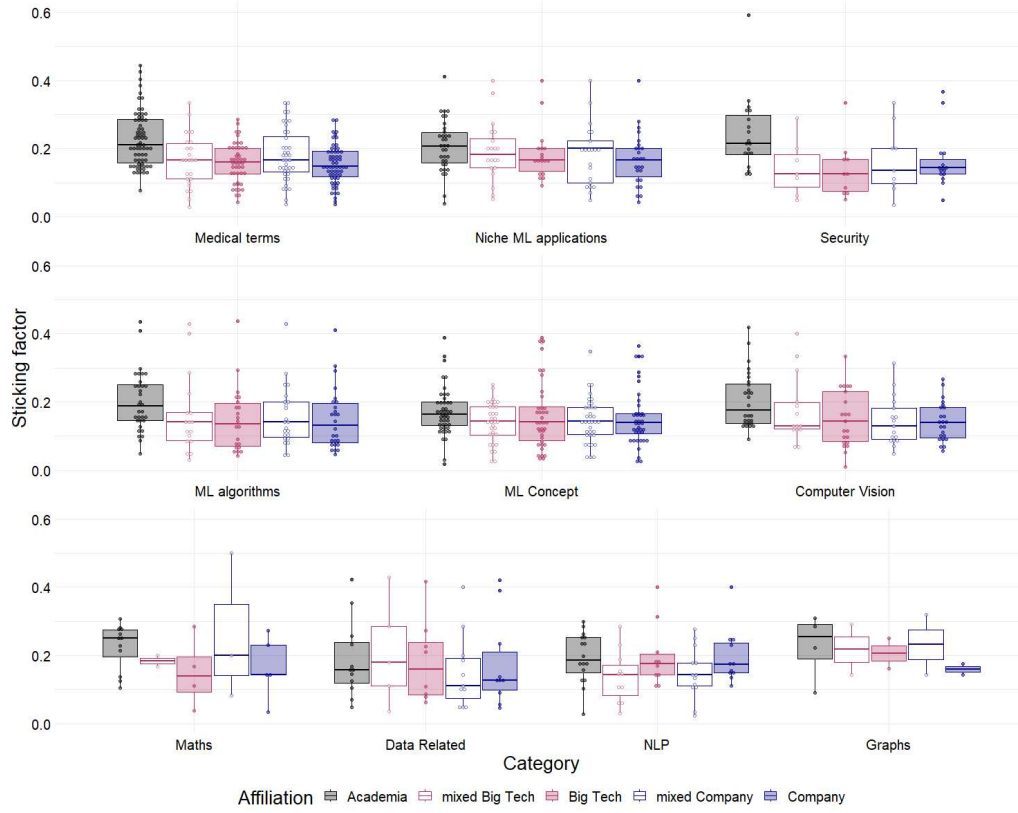 0.6
0.4
0.2
0.0
Medical terms Niche ML applications Security
Sticking factor
0.6
0.4
0.2
0.0
ML algorithms ML Concept Computer Vision
0.6
0.4
0.2
0.0
Maths Data Related NLP Graphs
Category
Affiliation Academia mixed Big Tech Big Tech mixed Company Company